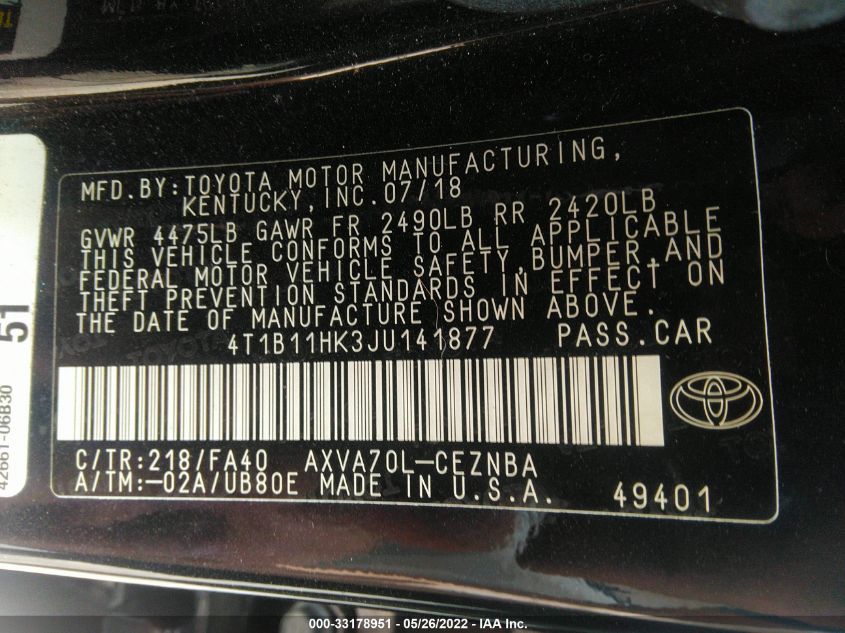 MFD.BY:TOYOTA MOTOR MANUFACTURING,
KENTUCKY,INC.07/18
GVWR 4475LB GAWR FR 2490LB RR 2420LB
THIS VEHICLE CONFORMS TO ALL APPLICABLE
FEDERAL MOTOR VEHICLE SAFETY,BUMPER,AND
THEFT PREVENTION STANDARDS IN EFFECT ON
THE DATE OF MANUFACTURE SHOWN ABOVE.
4T1B11HK3JU141877 PASS.CAR
C/TR:218/FA40 AXVA70L-CEZNBA
A/TM:-02A/UB80E MADE IN U.S.A. 49401
51
42661-06B30
000-33178951 - 05/26/2022 - IAA Inc.